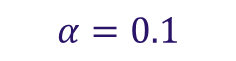 α = 0.1